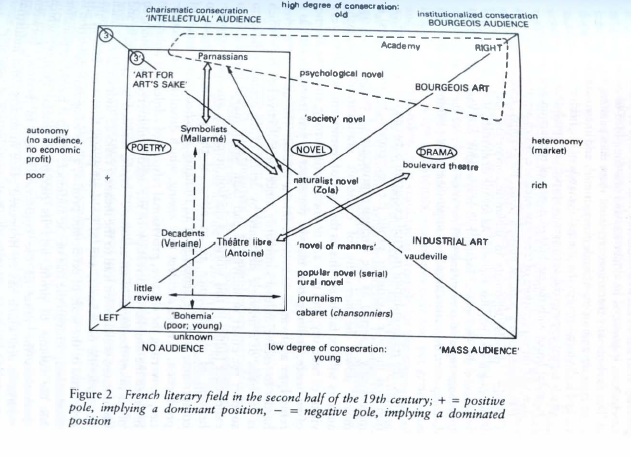 charismatic consecration
'INTELLECTUAL' AUDIENCE
high degree of consecration:
old
institutionalized consecration
BOURGEOIS AUDIENCE
3
3'
Parnassians
Academy
RIGHT
'ART FOR
ART'S SAKE'
psychological novel
BOURGEOIS ART
'society' novel
autonomy
(no audience,
no economic
profit)
poor
+
Symbolists
(Mallarmé)
POETRY
NOVEL
DRAMA
boulevard theatre
heteronomy
(market)
rich
naturalist novel
(Zola)
Decadents
(Verlaine)
Théâtre libre
(Antoine)
'novel of manners'
INDUSTRIAL ART
vaudeville
popular novel (serial)
rural novel
little
review
journalism
cabaret (chansonniers)
LEFT
'Bohemia'
(poor; young)
unknown
NO AUDIENCE
low degree of consecration:
young
'MASS AUDIENCE'
Figure 2 French literary field in the second half of the 19th century; + = positive
pole, implying a dominant position, − = negative pole, implying a dominated
position